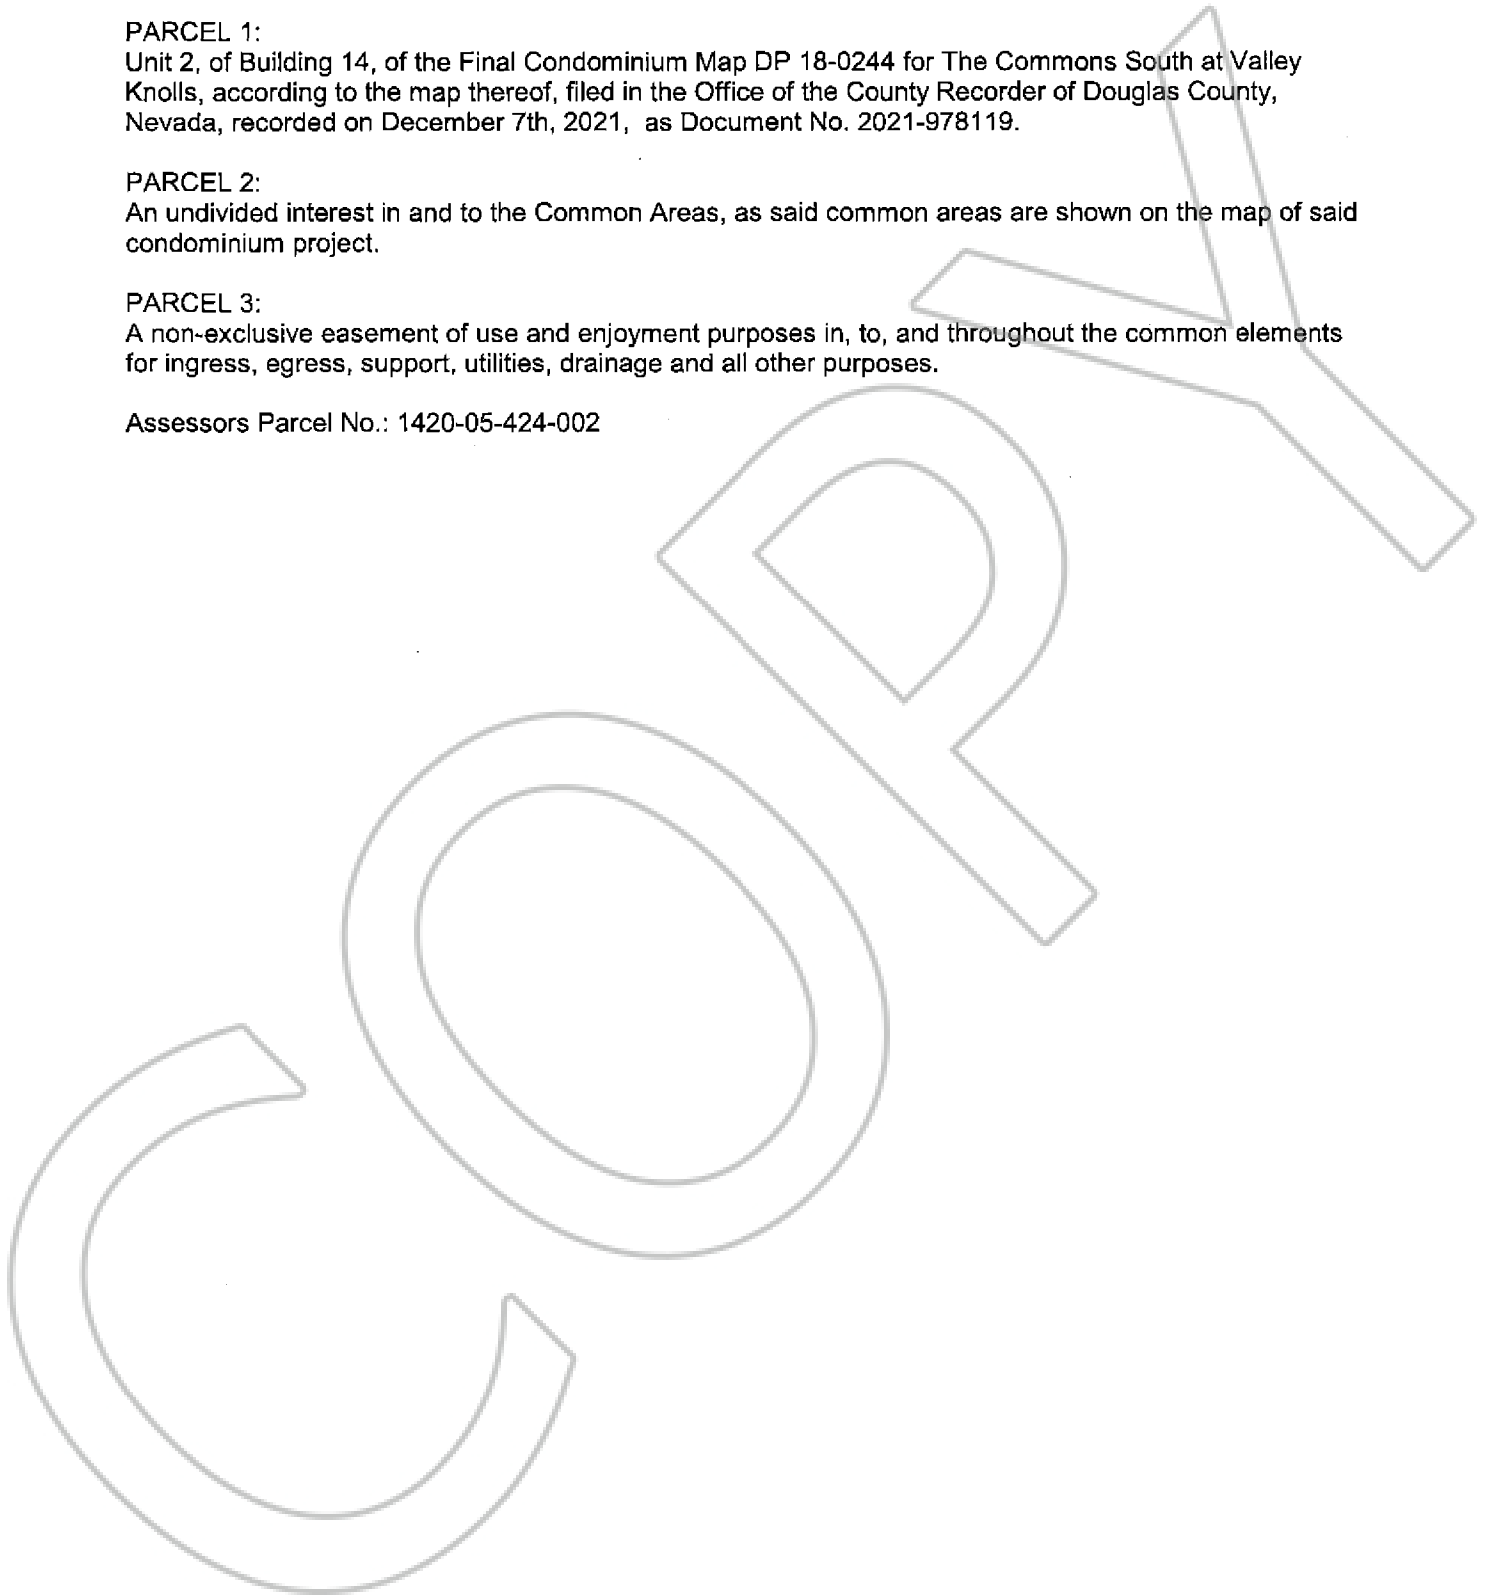 PARCEL 1:
Unit 2, of Building 14, of the Final Condominium Map DP 18-0244 for The Commons South at Valley
Knolls, according to the map thereof, filed in the Office of the County Recorder of Douglas County,
Nevada, recorded on December 7th, 2021, as Document No. 2021-978119.
PARCEL 2:
An undivided interest in and to the Common Areas, as said common areas are shown on the map of said
condominium project.
PARCEL 3:
A non-exclusive easement of use and enjoyment purposes in, to, and throughout the common elements
for ingress, egress, support, utilities, drainage and all other purposes.
Assessors Parcel No.: 1420-05-424-002
COPY